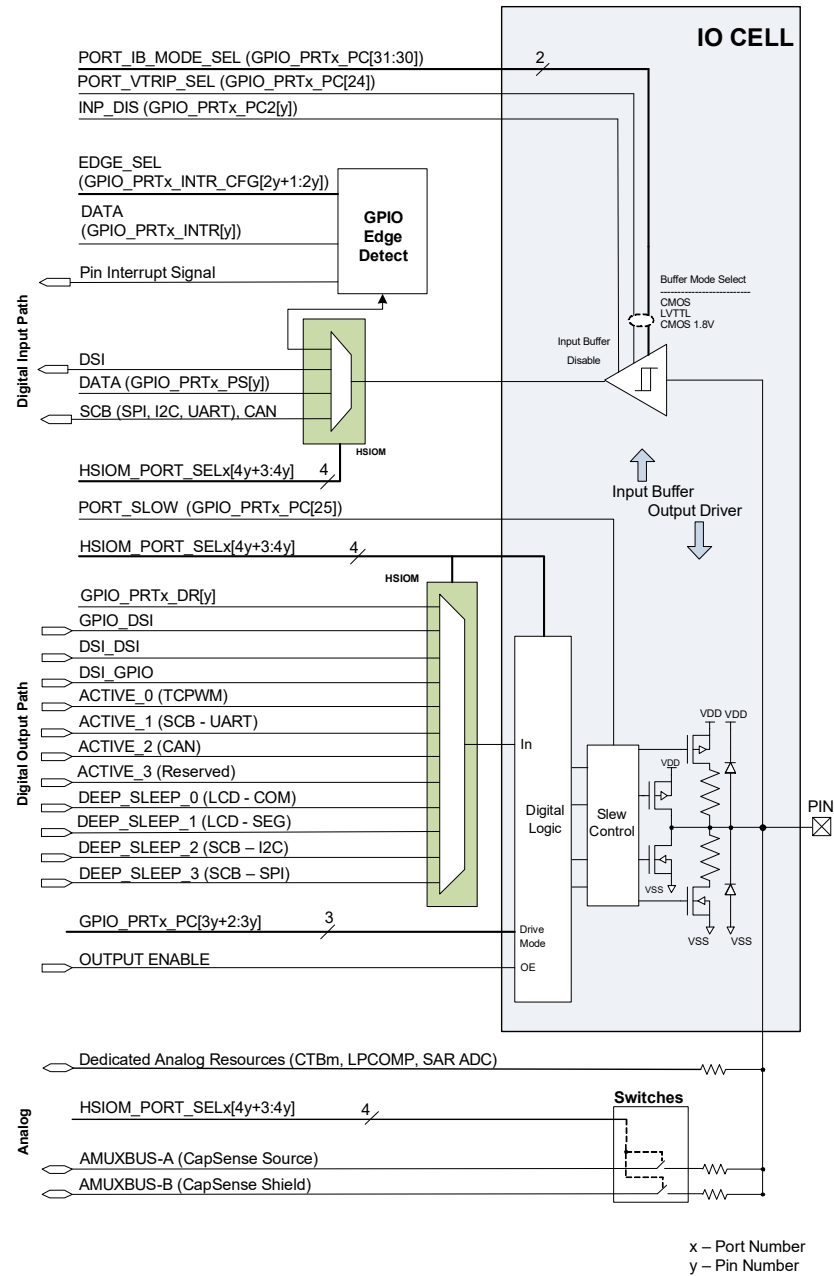 IO CELL
PORT_IB_MODE_SEL (GPIO_PRTx_PC[31:30])
2
PORT_VTRIP_SEL (GPIO_PRTx_PC[24])
INP_DIS (GPIO_PRTx_PC2[y])
EDGE_SEL
(GPIO_PRTx_INTR_CFG[2y+1:2y])
DATA
(GPIO_PRTx_INTR[y])
Pin Interrupt Signal
GPIO
Edge
Detect
Buffer Mode Select
CMOS
LVTTL
CMOS 1.8V
Input Buffer
Disable
Digital Input Path
DSI
DATA (GPIO_PRTx_PS[y])
SCB (SPI, I2C, UART), CAN
HSIOM
HSIOM_PORT_SELx[4y+3:4y]
4
Input Buffer
Output Driver
PORT_SLOW (GPIO_PRTx_PC[25])
HSIOM_PORT_SELx[4y+3:4y]
4
HSIOM
Digital Output Path
GPIO_PRTx_DR[y]
GPIO_DSI
DSI_DSI
DSI_GPIO
ACTIVE_0 (TCPWM)
ACTIVE_1 (SCB - UART)
ACTIVE_2 (CAN)
ACTIVE_3 (Reserved)
DEEP_SLEEP_0 (LCD - COM)
DEEP_SLEEP_1 (LCD - SEG)
DEEP_SLEEP_2 (SCB – I2C)
DEEP_SLEEP_3 (SCB – SPI)
In
Digital
Logic
Slew
Control
VDD
VDD
VDD
VSS
VSS
VSS
PIN
GPIO_PRTx_PC[3y+2:3y]
3
Drive
Mode
OUTPUT ENABLE
OE
Dedicated Analog Resources (CTBm, LPCOMP, SAR ADC)
Analog
HSIOM_PORT_SELx[4y+3:4y]
4
Switches
AMUXBUS-A (CapSense Source)
AMUXBUS-B (CapSense Shield)
x – Port Number
y – Pin Number